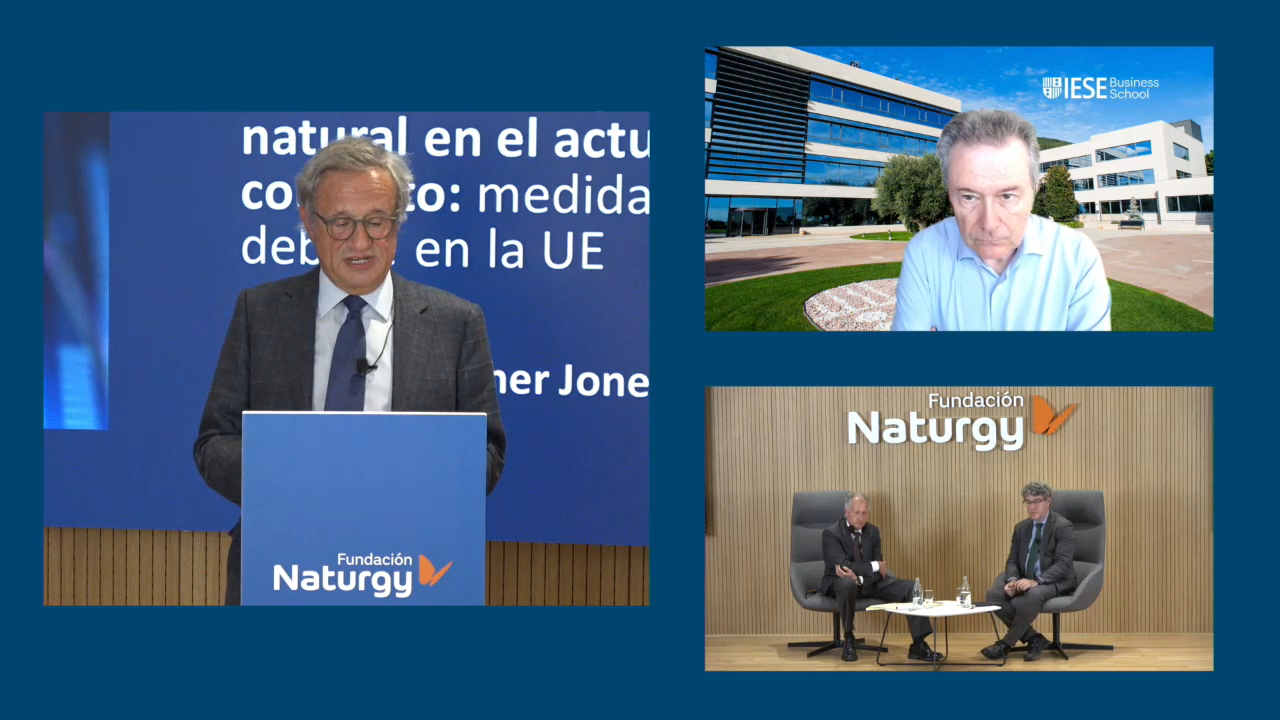 natural en el actu
co to: medida
deb en la UE
ner Jone
Fundación
Naturgy
IESE Business
School
Fundación
Naturgy